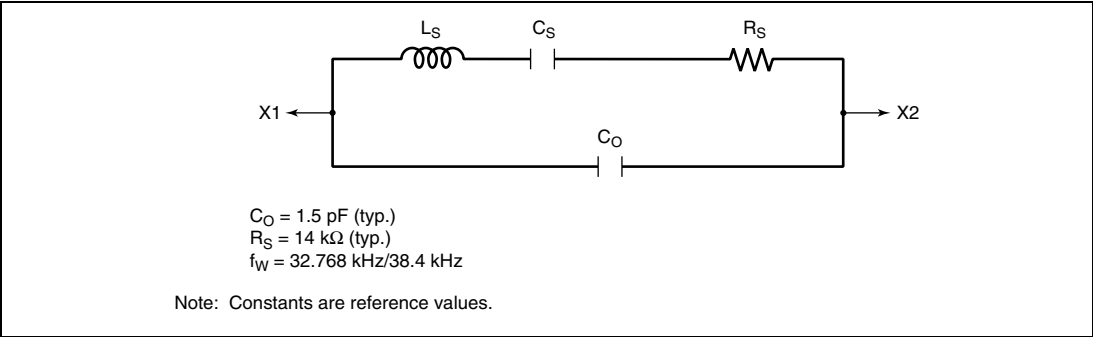 L_S C_S R_S
X1 X2
C_O
C_O = 1.5 pF (typ.)
R_S = 14 kΩ (typ.)
f_W = 32.768 kHz/38.4 kHz
Note: Constants are reference values.